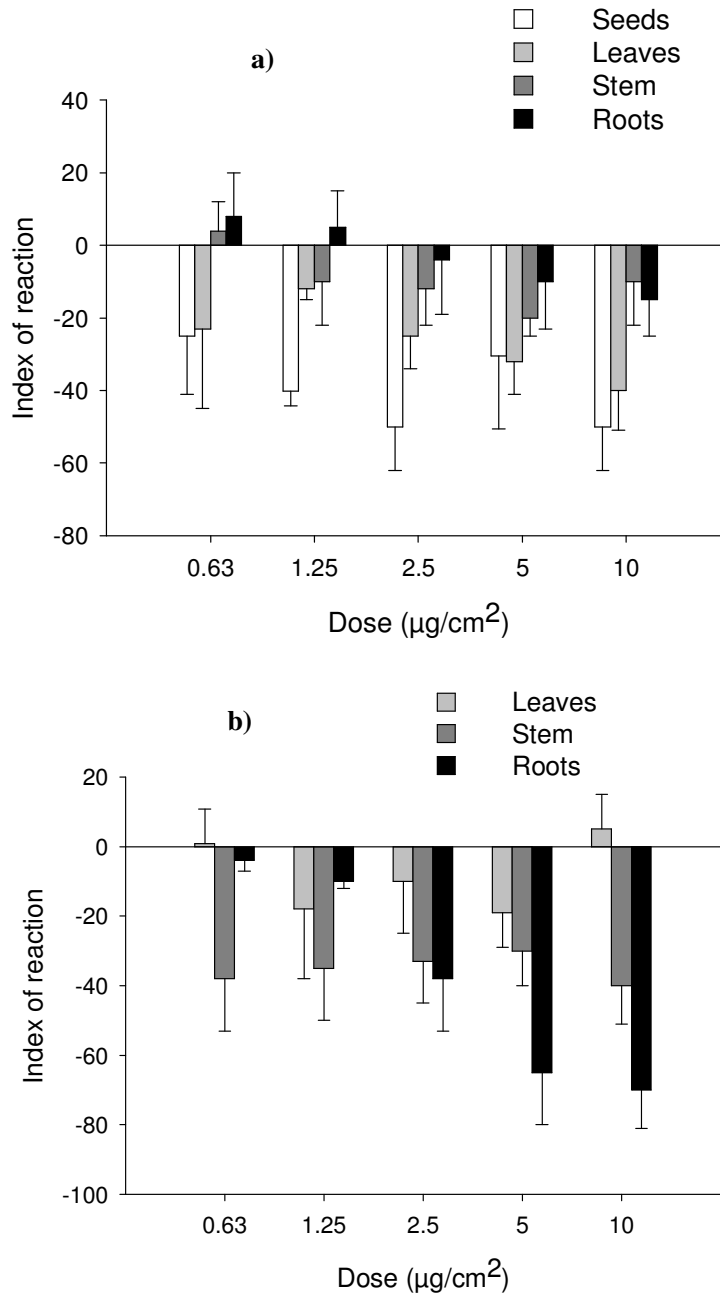 a)
Seeds
Leaves
Stem
Roots
Index of reaction
40
20
0
-20
-40
-60
-80
0.63 1.25 2.5 5 10
Dose (µg/cm²)
b)
Leaves
Stem
Roots
Index of reaction
20
0
-20
-40
-60
-80
-100
0.63 1.25 2.5 5 10
Dose (µg/cm²)